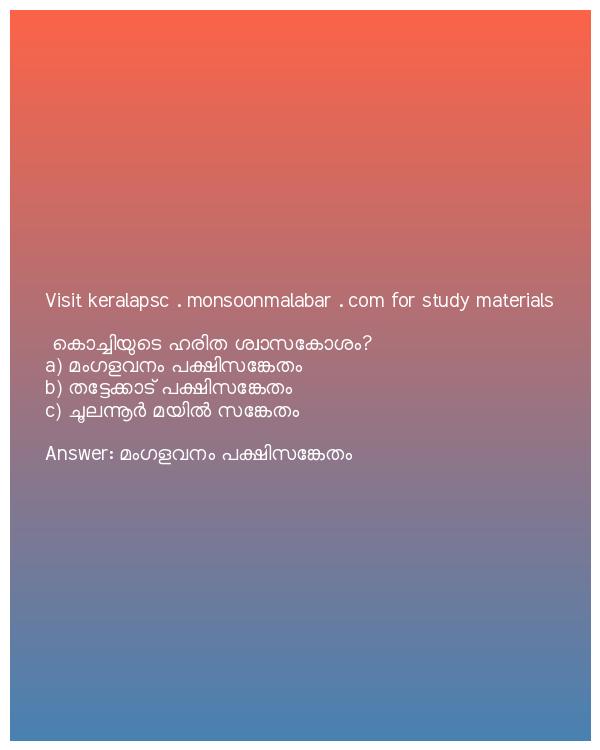 Visit keralapsc . monsoonmalabar . com for study materials
കൊച്ചിയുടെ ഹരിത ശ്വാസകോശം?
a) മംഗളവനം പക്ഷിസങ്കേതം
b) തട്ടേക്കാട് പക്ഷിസങ്കേതം
c) ചൂലന്നൂർ മയിൽ സങ്കേതം
Answer: മംഗളവനം പക്ഷിസങ്കേതം